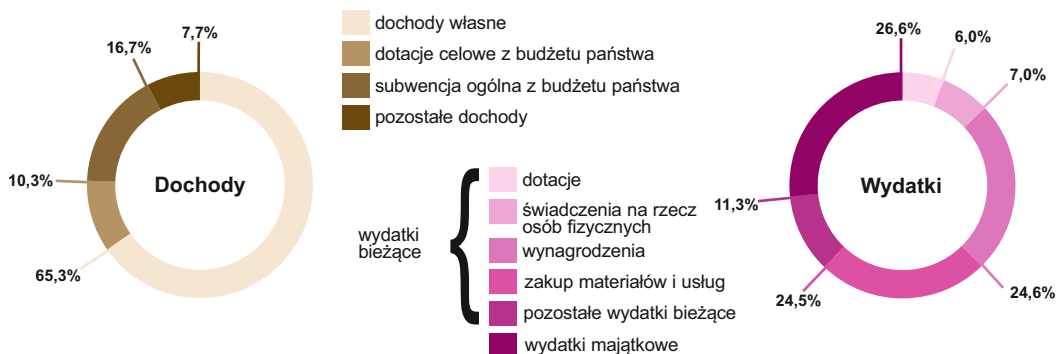 7,7%
16,7%
10,3%
65,3%
Dochody
dochody własne
dotacje celowe z budżetu państwa
subwencja ogólna z budżetu państwa
pozostałe dochody
wydatki
bieżące
dotacje
świadczenia na rzecz
osób fizycznych
wynagrodzenia
zakup materiałów i usług
pozostałe wydatki bieżące
wydatki majątkowe
26,6%
6,0%
7,0%
11,3%
Wydatki
24,5%
24,6%